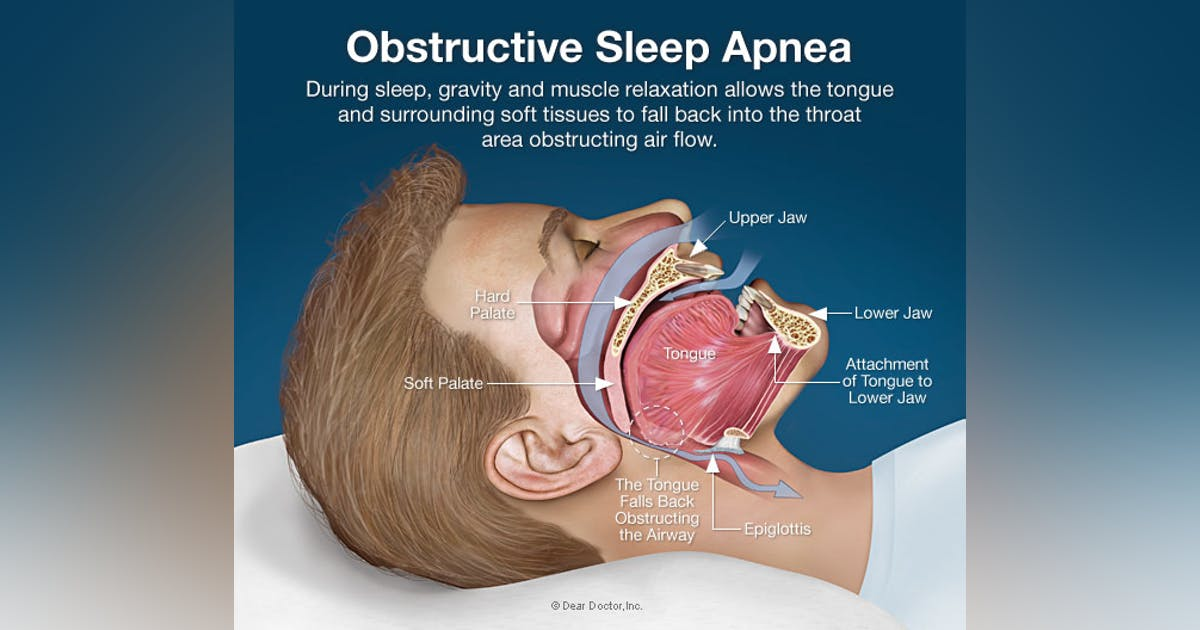 Obstructive Sleep Apnea
During sleep, gravity and muscle relaxation allows the tongue
and surrounding soft tissues to fall back into the throat
area obstructing air flow.
Upper Jaw
Hard
Palate
Lower Jaw
Tongue
Attachment
of Tongue to
Lower Jaw
Soft Palate
The Tongue
Falls Back
Obstructing
the Airway
Epiglottis
© Dear Doctor, Inc.